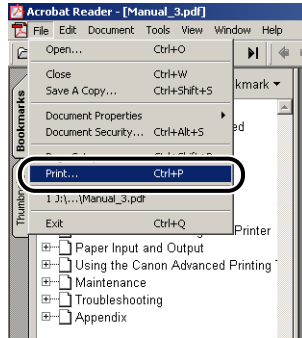 Acrobat Reader - [Manual_3.pdf]
File Edit Document Tools View Window Help
Open... Ctrl+O
Close Ctrl+W
Save A Copy... Ctrl+Shift+S
Document Properties
Document Security... Ctrl+Alt+S
Print... Ctrl+P
1 J:\...\Manual_3.pdf
Exit Ctrl+Q
Bookmarks
kmark
ed
Printer
Paper Input and Output
Using the Canon Advanced Printing
Maintenance
Troubleshooting
Appendix